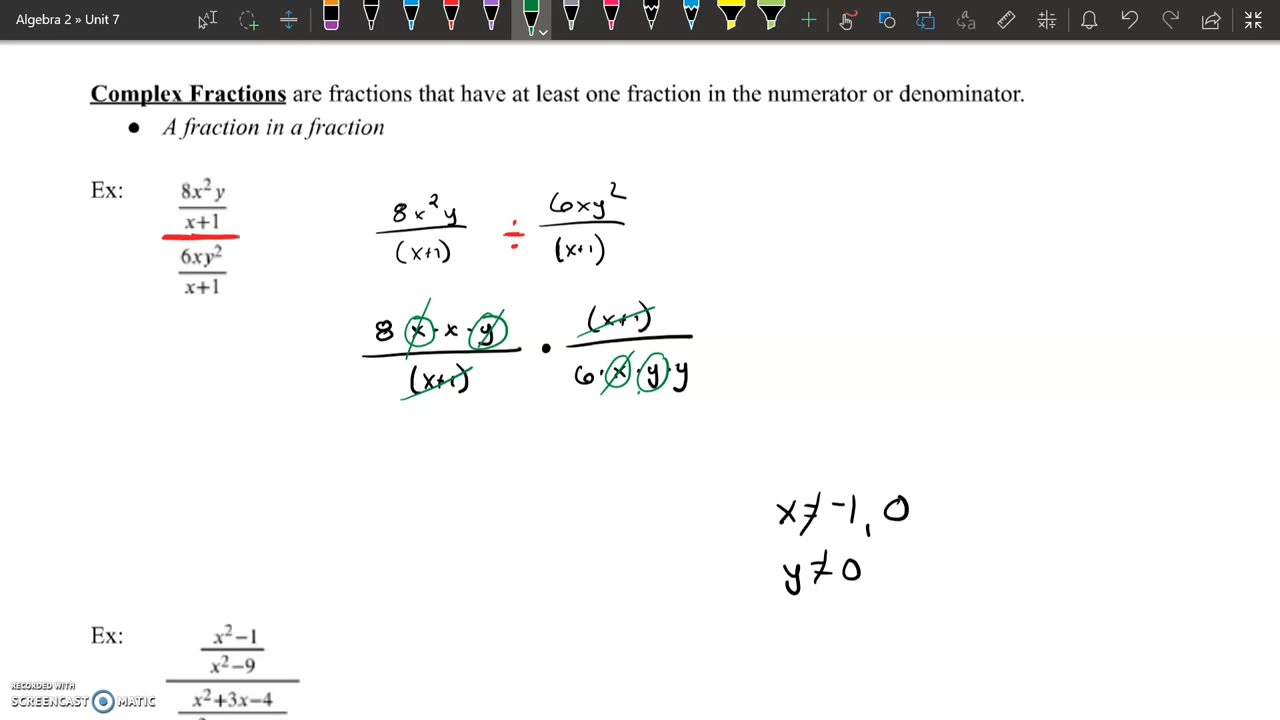 Algebra 2 » Unit 7
Complex Fractions are fractions that have at least one fraction in the numerator or denominator.
● A fraction in a fraction
Ex:
8x²y
x+1
6xy²
x+1
8x²y ÷ 6xy²
(x+1) (x+1)
8 x · x · y • (x+1)
(x+1) 6 · x · y · y
x ≠ -1, 0
y ≠ 0
Ex:
x²−1
x²−9
x²+3x−4
RECORDED WITH
SCREENCAST MATIC